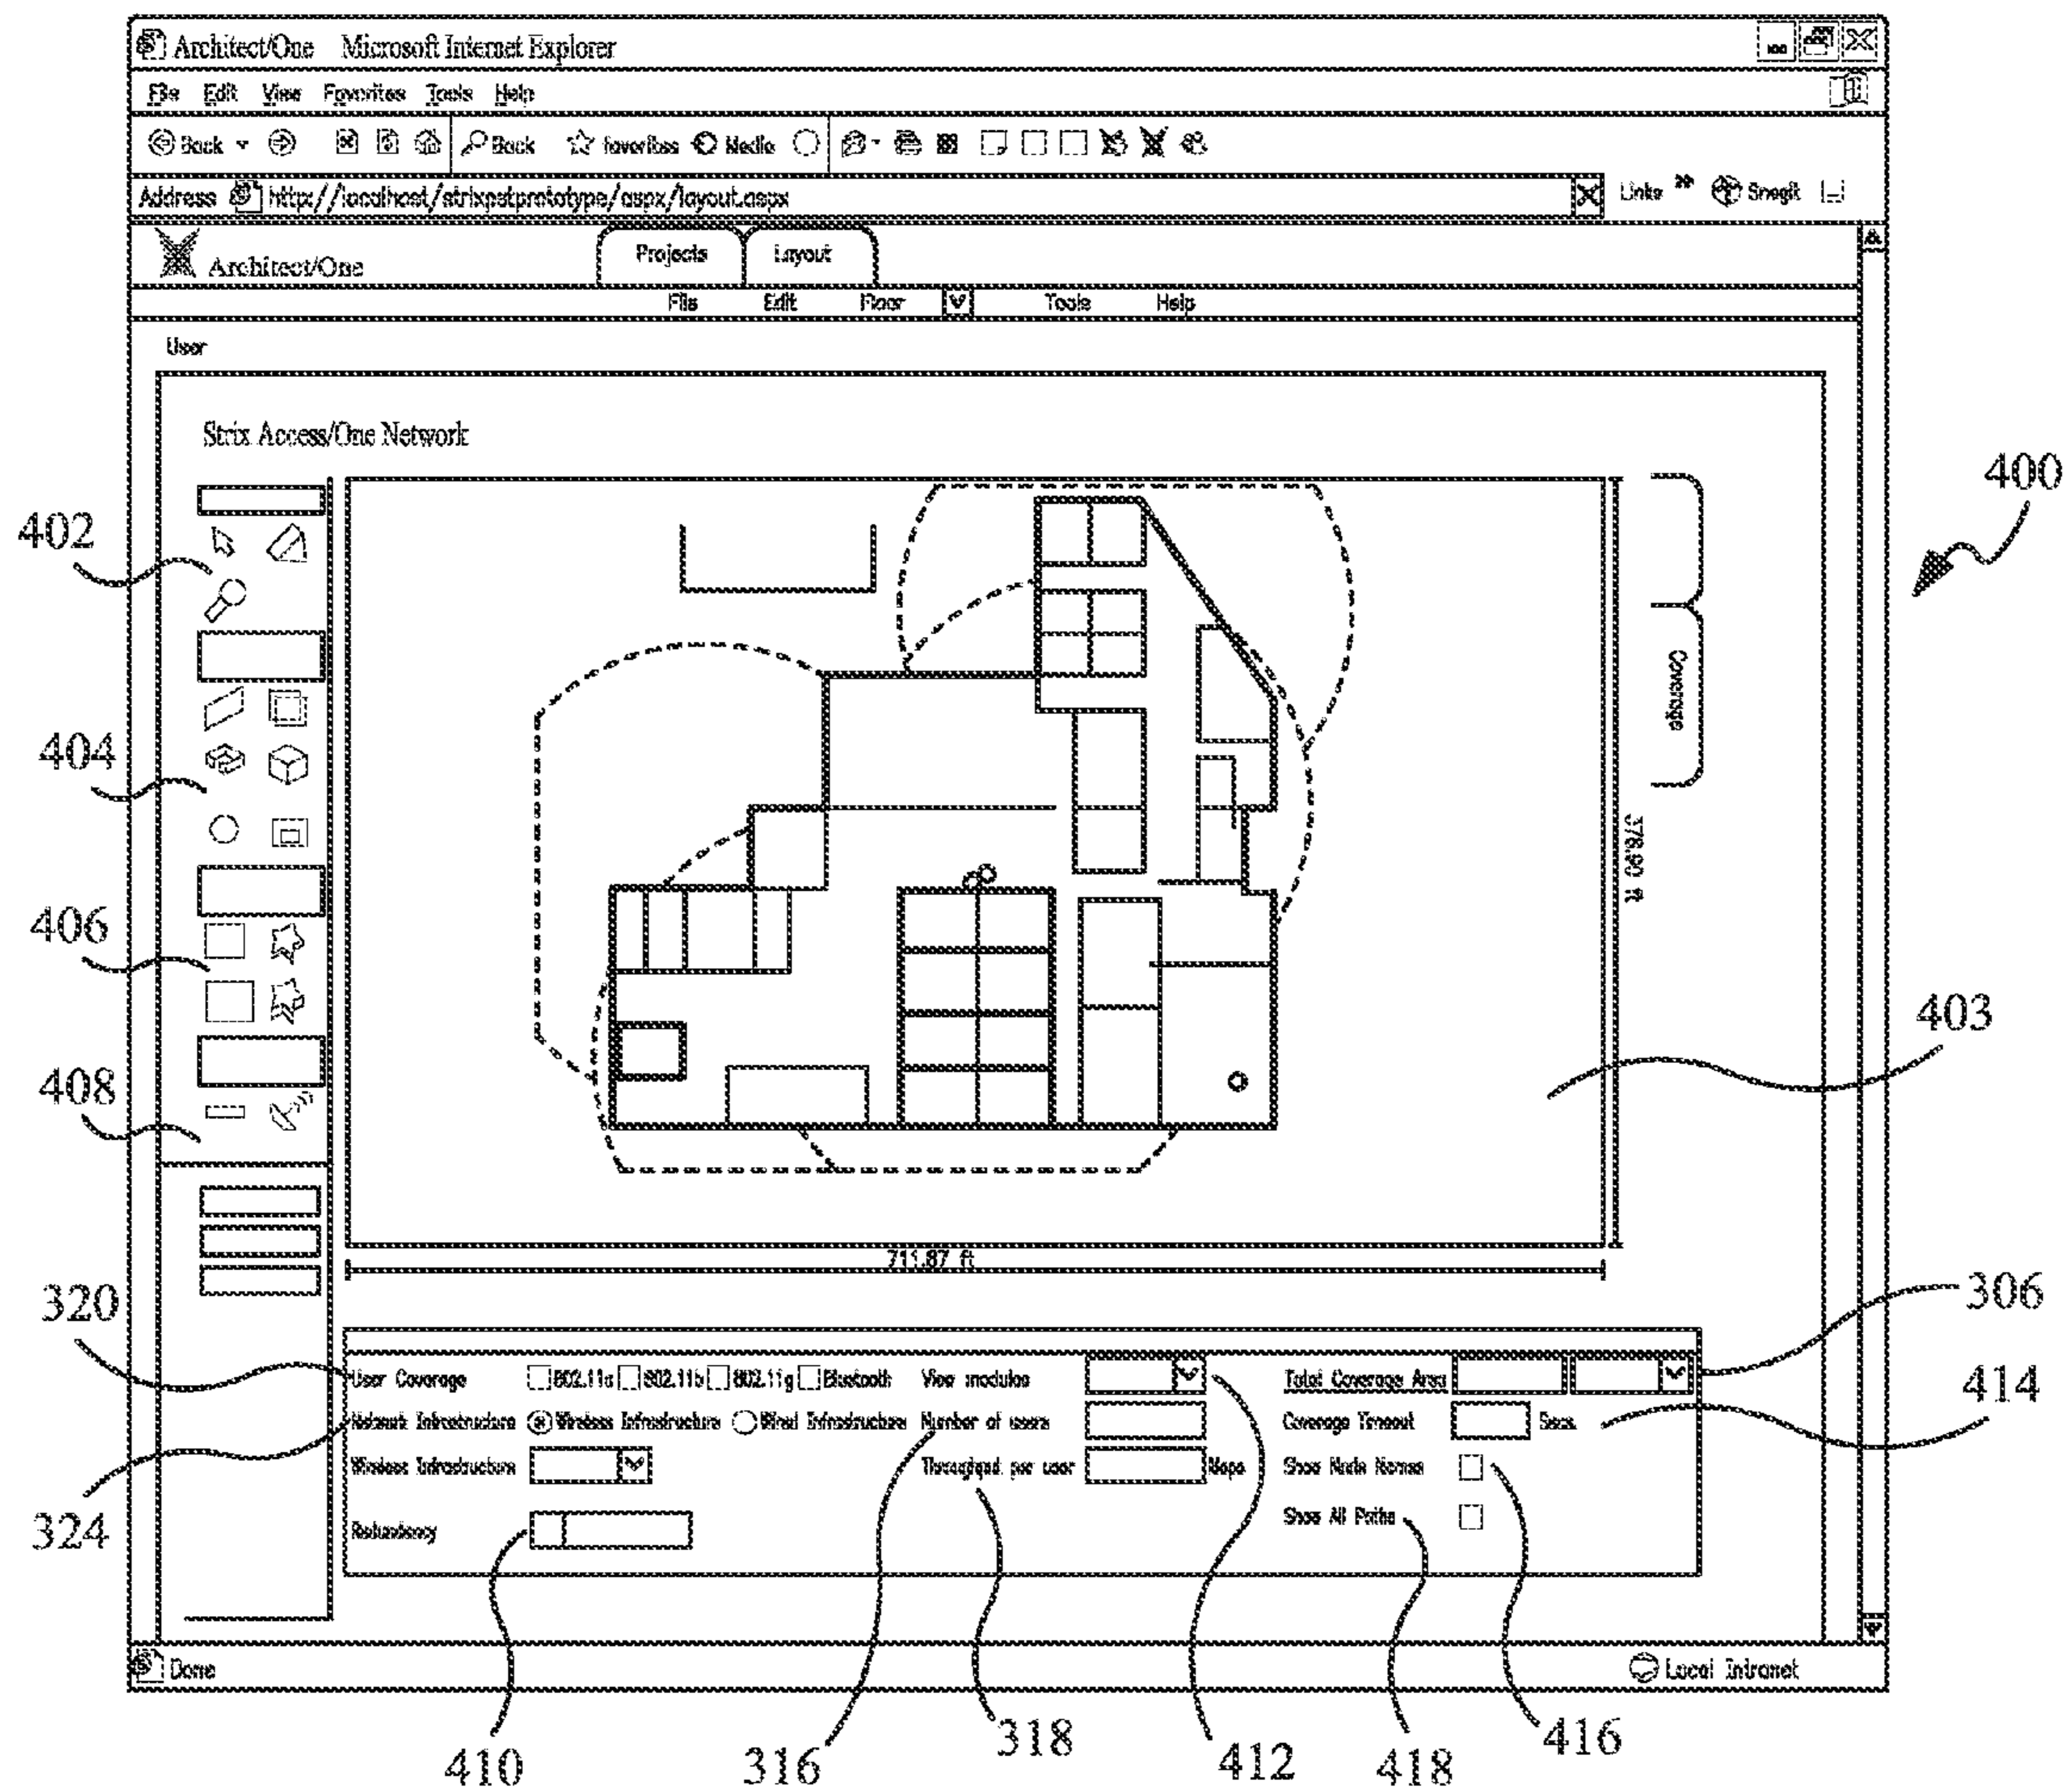 Architect/One Microsoft Internet Explorer
File Edit View Favorites Tools Help
Back Back favorites Media
Address http://localhost/strixpstprototype/aspx/layout.aspx Links » SnagIt
Architect/One Projects Layout
File Edit Floor Tools Help
User
Strix Access/One Network
400
402
Coverage
404
378.90 ft
406
403
408
711.87 ft
320
306
User Coverage 802.11a 802.11b 802.11g Bluetooth View modules Total Coverage Area
414
Network Infrastructure Wireless Infrastructure Wired Infrastructure Number of users Coverage Timeout Secs.
Wireless Infrastructure Throughput per user Mbps Show Node Names
324
Redundancy Show All Paths
Done Local Intranet
410 316 318 412 418 416